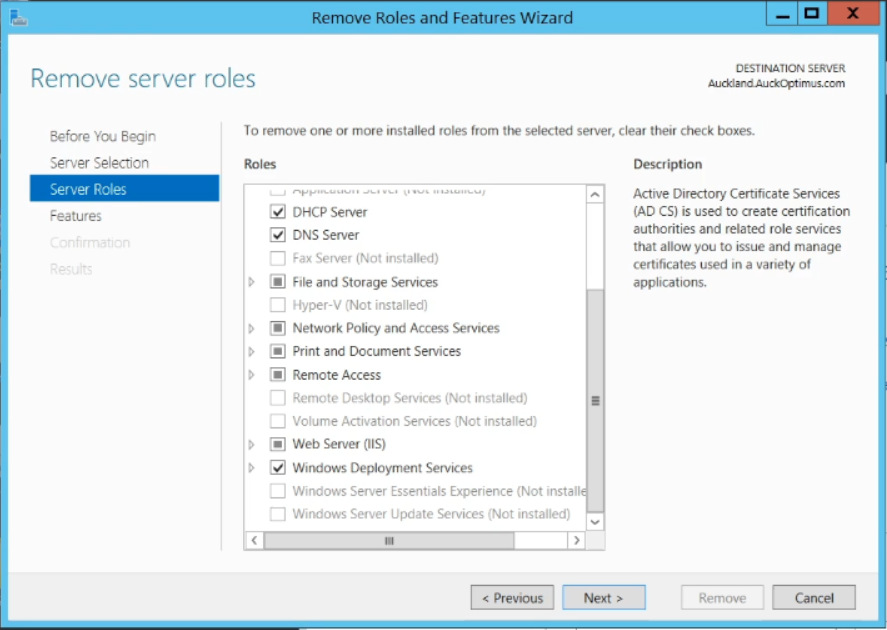 Remove Roles and Features Wizard
Remove server roles
DESTINATION SERVER
Auckland.AuckOptimus.com
Before You Begin
Server Selection
Server Roles
Features
Confirmation
Results
To remove one or more installed roles from the selected server, clear their check boxes.
Roles
Application Server (Not installed)
DHCP Server
DNS Server
Fax Server (Not installed)
File and Storage Services
Hyper-V (Not installed)
Network Policy and Access Services
Print and Document Services
Remote Access
Remote Desktop Services (Not installed)
Volume Activation Services (Not installed)
Web Server (IIS)
Windows Deployment Services
Windows Server Essentials Experience (Not installe
Windows Server Update Services (Not installed)
Description
Active Directory Certificate Services
(AD CS) is used to create certification
authorities and related role services
that allow you to issue and manage
certificates used in a variety of
applications.
< Previous
Next >
Remove
Cancel